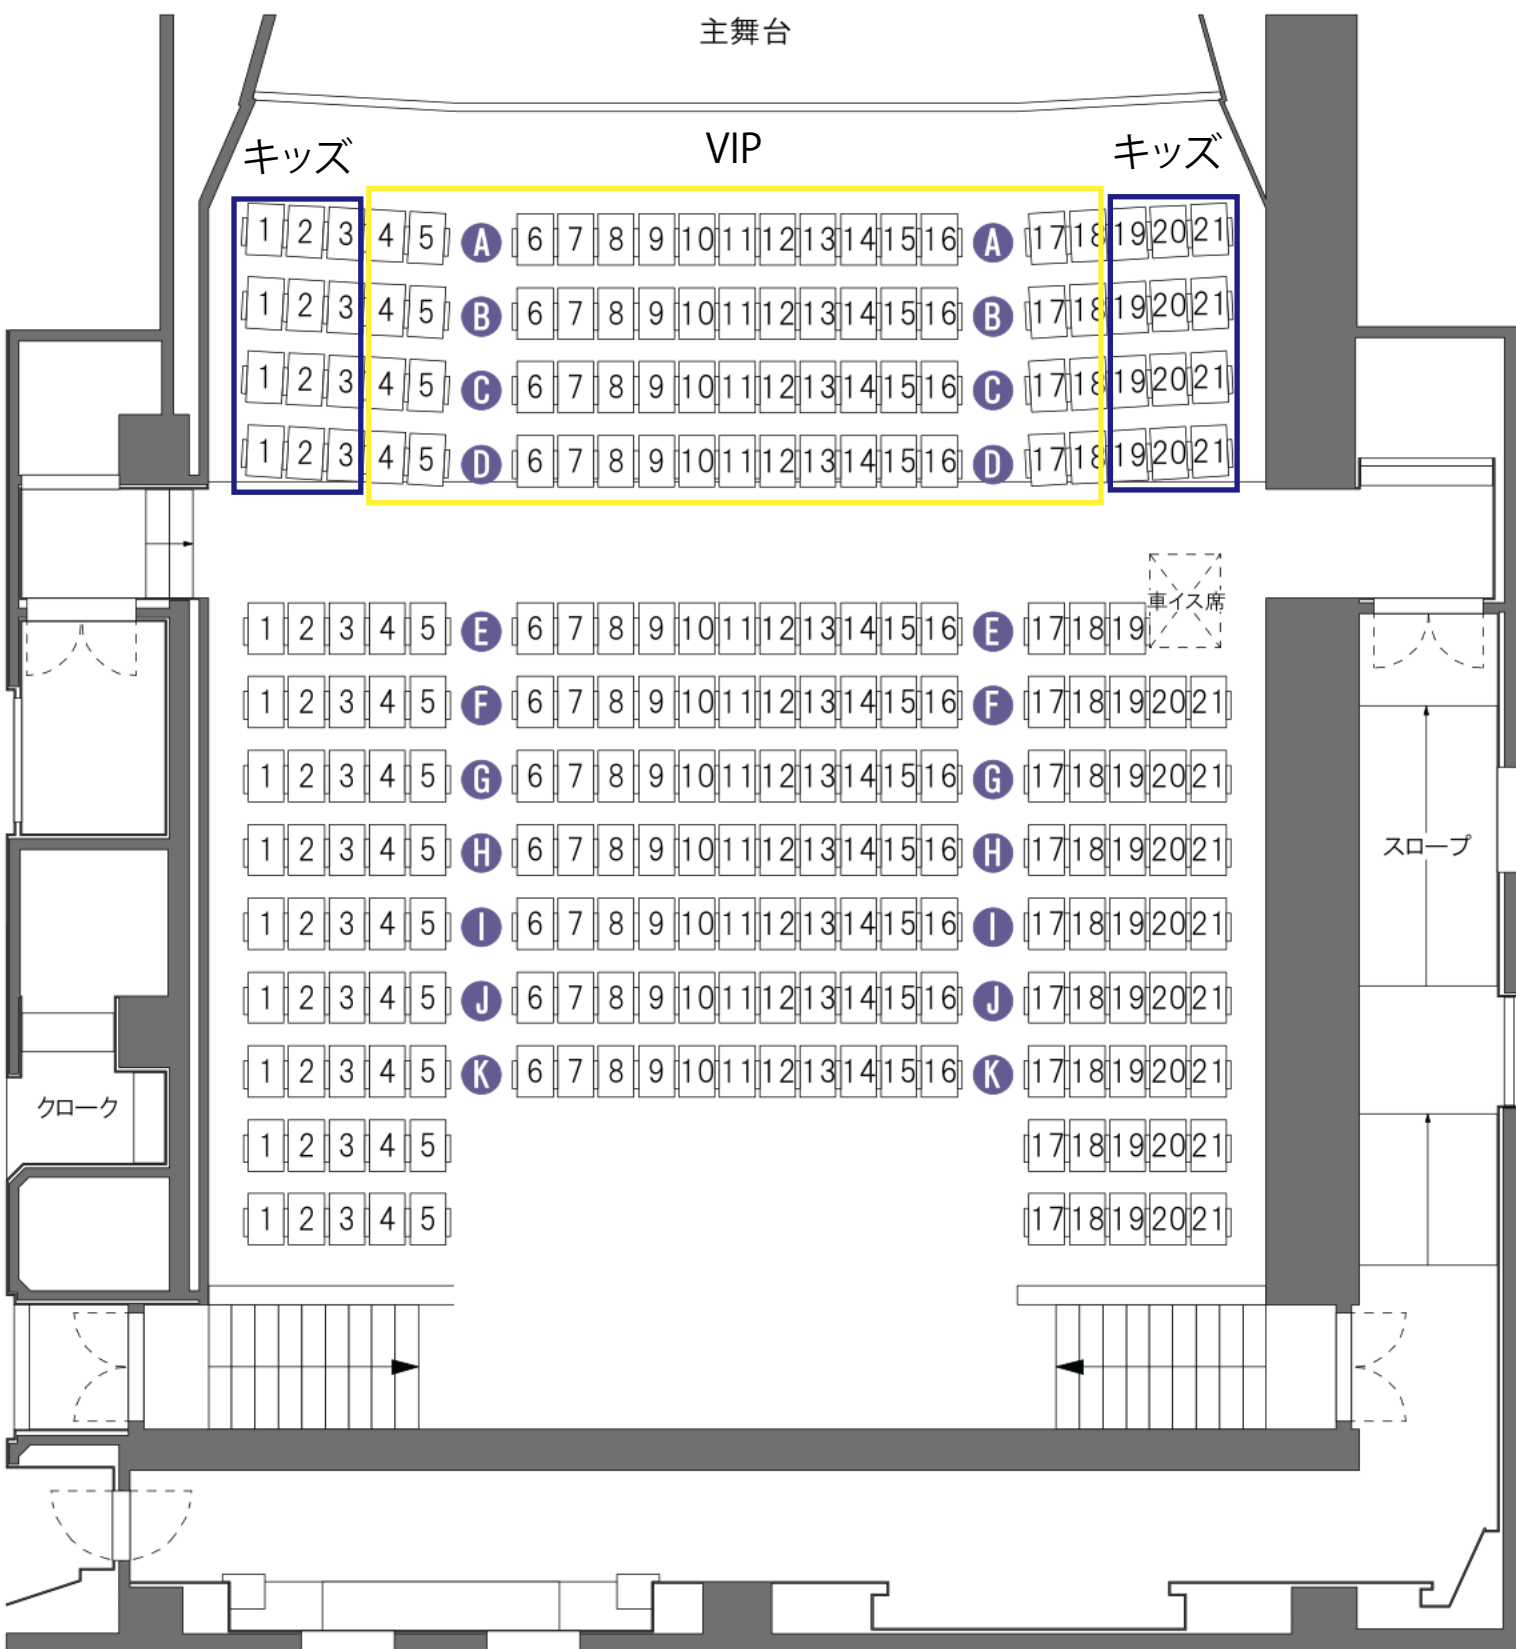 主舞台
キッズ VIP キッズ
1 2 3 4 5 A 6 7 8 9 10 11 12 13 14 15 16 A 17 18 19 20 21
1 2 3 4 5 B 6 7 8 9 10 11 12 13 14 15 16 B 17 18 19 20 21
1 2 3 4 5 C 6 7 8 9 10 11 12 13 14 15 16 C 17 18 19 20 21
1 2 3 4 5 D 6 7 8 9 10 11 12 13 14 15 16 D 17 18 19 20 21
車イス席
1 2 3 4 5 E 6 7 8 9 10 11 12 13 14 15 16 E 17 18 19
1 2 3 4 5 F 6 7 8 9 10 11 12 13 14 15 16 F 17 18 19 20 21
1 2 3 4 5 G 6 7 8 9 10 11 12 13 14 15 16 G 17 18 19 20 21
1 2 3 4 5 H 6 7 8 9 10 11 12 13 14 15 16 H 17 18 19 20 21
スロープ
1 2 3 4 5 I 6 7 8 9 10 11 12 13 14 15 16 I 17 18 19 20 21
1 2 3 4 5 J 6 7 8 9 10 11 12 13 14 15 16 J 17 18 19 20 21
1 2 3 4 5 K 6 7 8 9 10 11 12 13 14 15 16 K 17 18 19 20 21
クローク
1 2 3 4 5 17 18 19 20 21
1 2 3 4 5 17 18 19 20 21